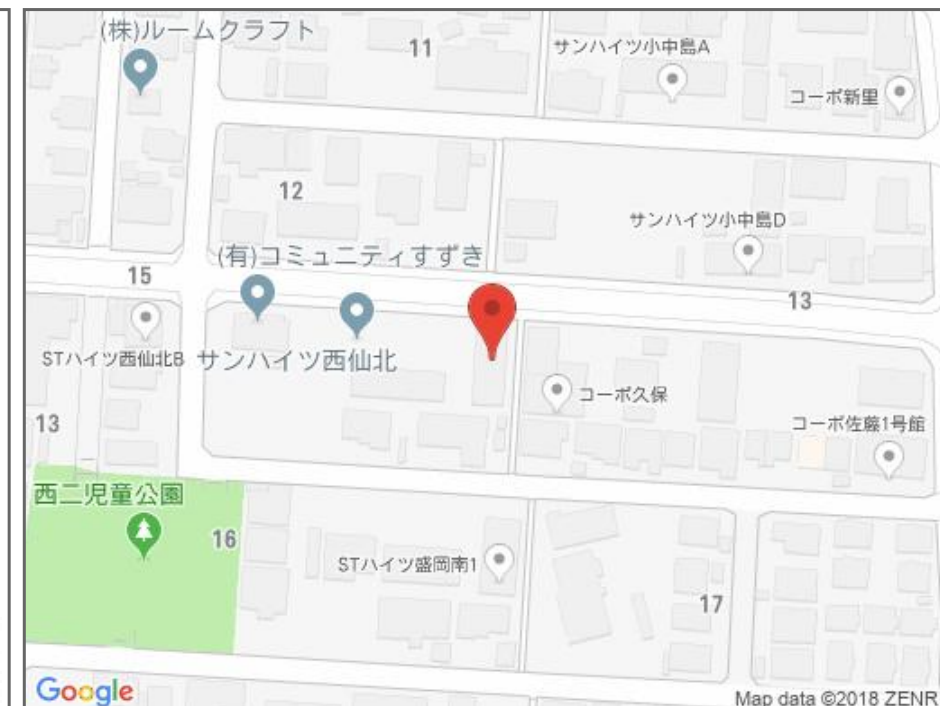 (株)ルームクラフト
11
サンハイツ小中島A
コーポ新里
12
サンハイツ小中島D
(有)コミュニティすずき
15
13
STハイツ西仙北B
サンハイツ西仙北
コーポ久保
13
コーポ佐藤1号館
西二児童公園
16
STハイツ盛岡南1
17
Google
Map data ©2018 ZENR